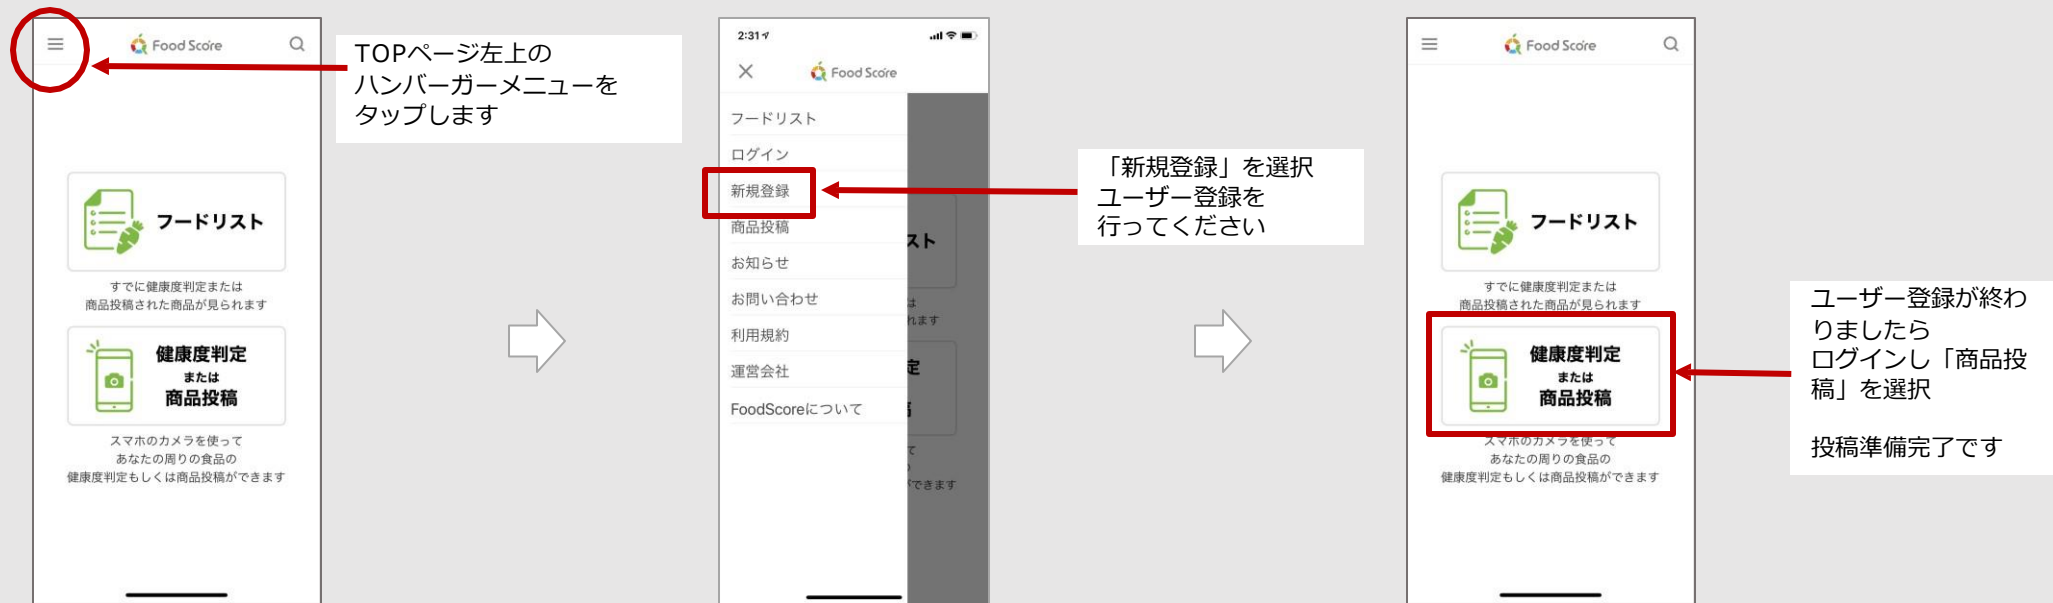 Food Score
フードリスト
すでに健康度判定または
商品投稿された商品が見られます
健康度判定
または
商品投稿
スマホのカメラを使って
あなたの周りの食品の
健康度判定もしくは商品投稿ができます
TOPページ左上の
ハンバーガーメニューを
タップします
2:31
Food Score
フードリスト
ログイン
新規登録
商品投稿
お知らせ
お問い合わせ
利用規約
運営会社
FoodScoreについて
スト
は
れます
定
て
できます
「新規登録」を選択
ユーザー登録を
行ってください
Food Score
フードリスト
すでに健康度判定または
商品投稿された商品が見られます
健康度判定
または
商品投稿
スマホのカメラを使って
あなたの周りの食品の
健康度判定もしくは商品投稿ができます
ユーザー登録が終わ
りましたら
ログインし「商品投
稿」を選択
投稿準備完了です